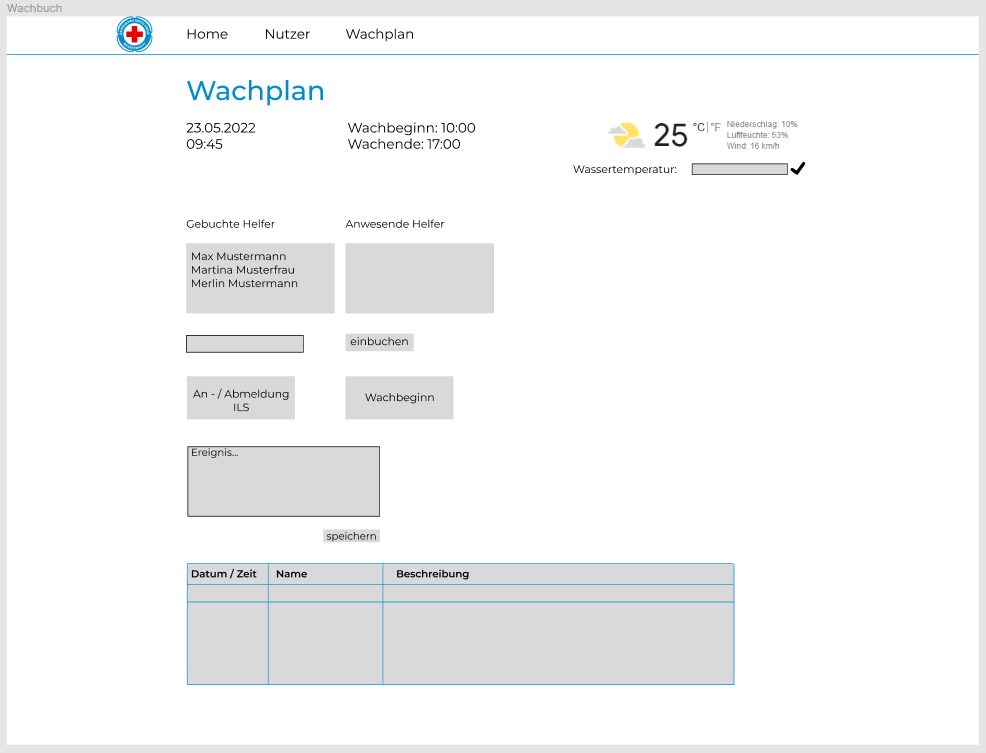 Wachbuch
Home Nutzer Wachplan
Wachplan
23.05.2022 Wachbeginn: 10:00
09:45 Wachende: 17:00
25 °C | °F
Niederschlag: 10%
Luftfeuchte: 53%
Wind: 16 km/h
Wassertemperatur:
Gebuchte Helfer Anwesende Helfer
Max Mustermann
Martina Musterfrau
Merlin Mustermann
einbuchen
An - / Abmeldung
ILS
Wachbeginn
Ereignis...
speichern
Datum / Zeit Name Beschreibung